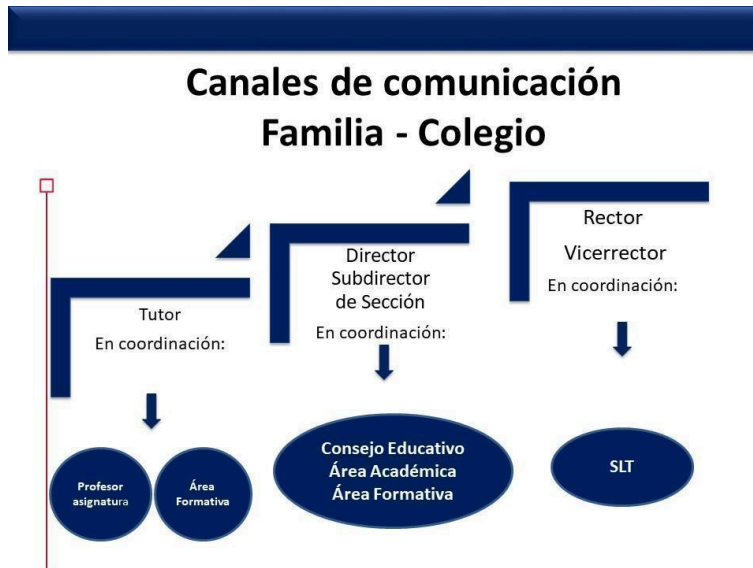 Canales de comunicación
Familia - Colegio
Tutor
En coordinación:
Profesor
asignatura
Área
Formativa
Director
Subdirector
de Sección
En coordinación:
Consejo Educativo
Área Académica
Área Formativa
Rector
Vicerrector
En coordinación:
SLT